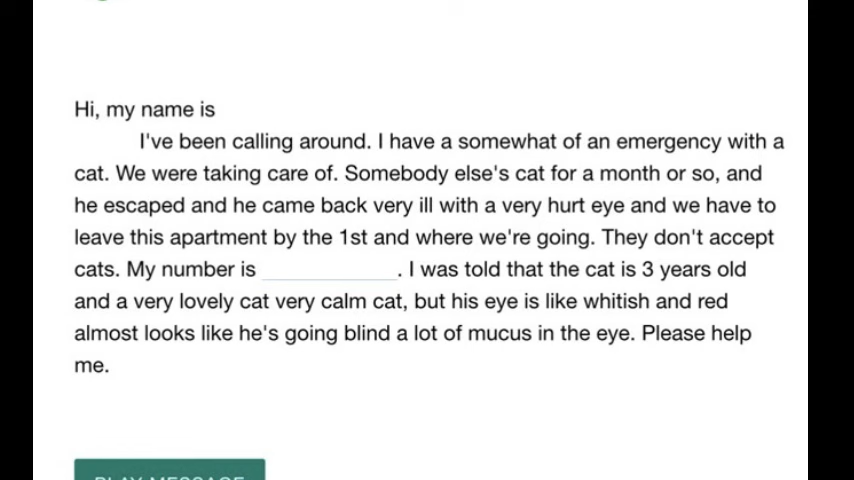 Hi, my name is
I've been calling around. I have a somewhat of an emergency with a
cat. We were taking care of. Somebody else's cat for a month or so, and
he escaped and he came back very ill with a very hurt eye and we have to
leave this apartment by the 1st and where we're going. They don't accept
cats. My number is . I was told that the cat is 3 years old
and a very lovely cat very calm cat, but his eye is like whitish and red
almost looks like he's going blind a lot of mucus in the eye. Please help
me.
PLAY MESSAGE